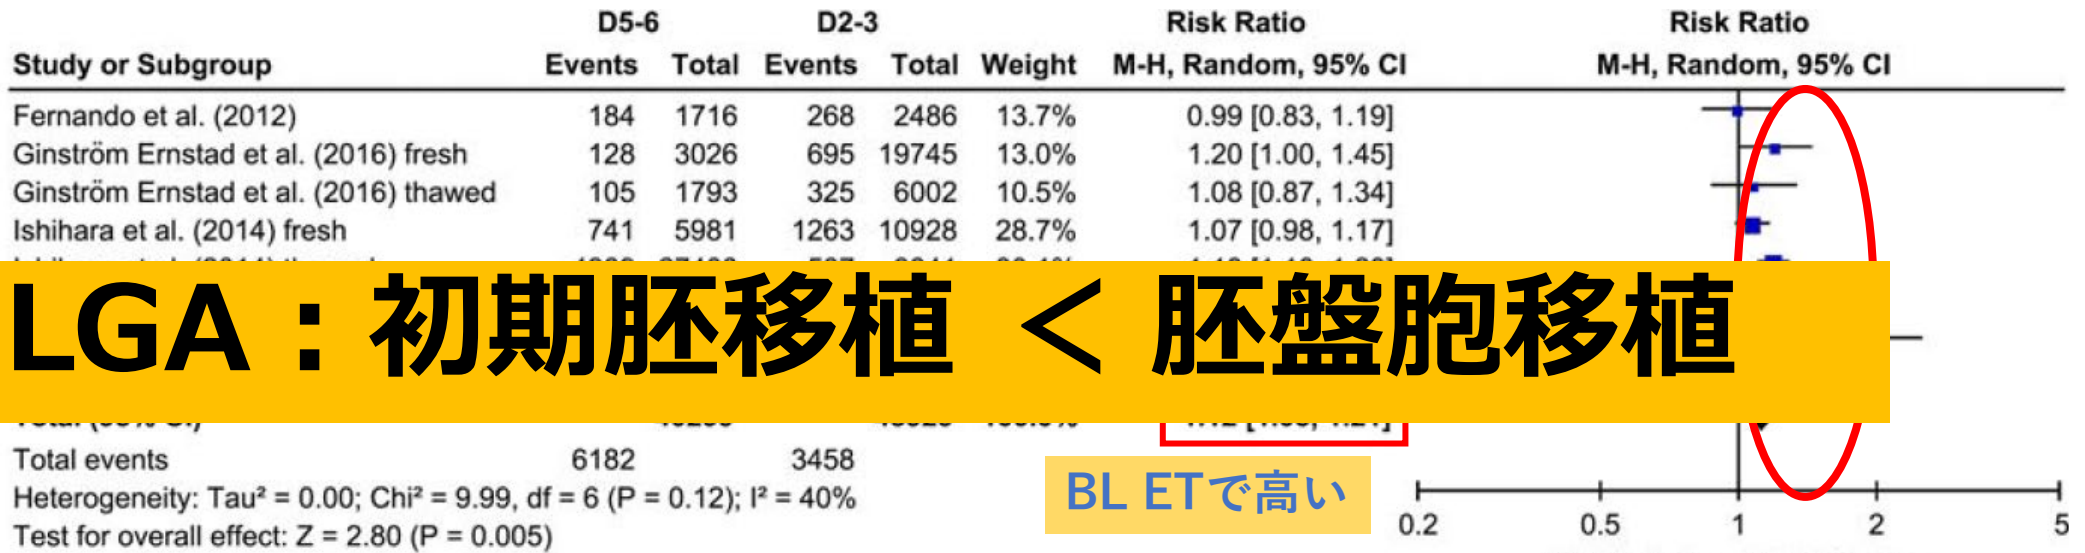 D5-6 D2-3 Risk Ratio Risk Ratio
Study or Subgroup Events Total Events Total Weight M-H, Random, 95% CI M-H, Random, 95% CI
Fernando et al. (2012) 184 1716 268 2486 13.7% 0.99 [0.83, 1.19]
Ginström Ernstad et al. (2016) fresh 128 3026 695 19745 13.0% 1.20 [1.00, 1.45]
Ginström Ernstad et al. (2016) thawed 105 1793 325 6002 10.5% 1.08 [0.87, 1.34]
Ishihara et al. (2014) fresh 741 5981 1263 10928 28.7% 1.07 [0.98, 1.17]
LGA：初期胚移植 ＜ 胚盤胞移植
Total events 6182 3458
BL ETで高い
Heterogeneity: Tau² = 0.00; Chi² = 9.99, df = 6 (P = 0.12); I² = 40%
Test for overall effect: Z = 2.80 (P = 0.005)
0.2 0.5 1 2 5